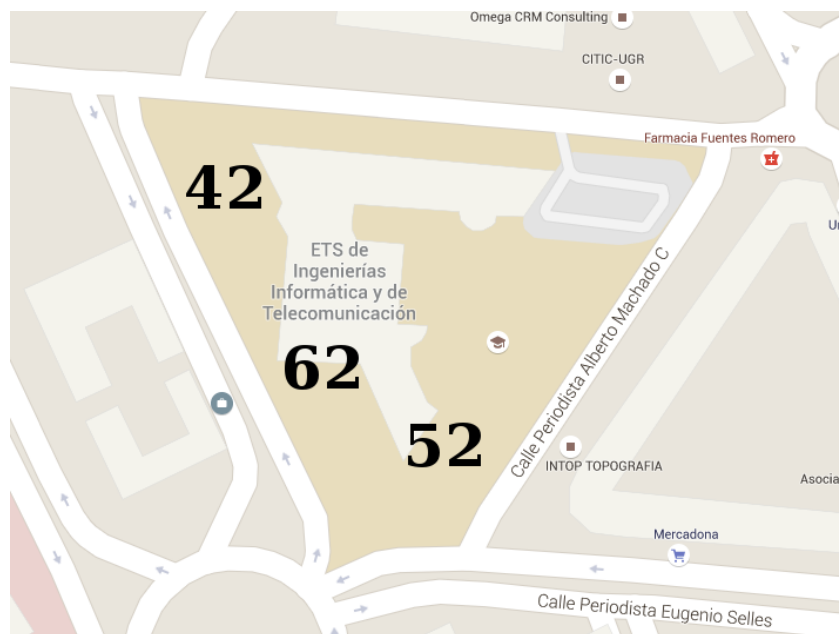 Omega CRM Consulting
CITIC-UGR
Farmacia Fuentes Romero
42
ETS de
Ingenierías
Informática y de
Telecomunicación
Calle Periodista Alberto Machado C
62
52
INTOP TOPOGRAFIA
Mercadona
Calle Periodista Eugenio Selles